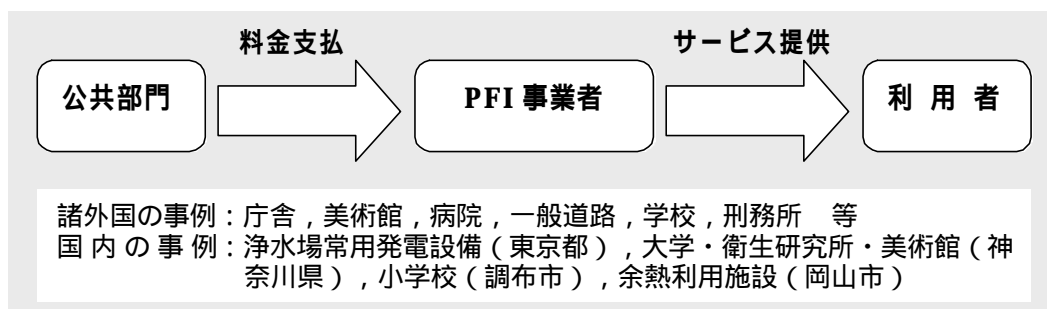 料金支払 サービス提供
公共部門 PFI 事業者 利 用 者
諸外国の事例：庁舎，美術館，病院，一般道路，学校，刑務所　等
国 内 の 事 例：浄水場常用発電設備（東京都），大学・衛生研究所・美術館（神
奈川県），小学校（調布市），余熱利用施設（岡山市）